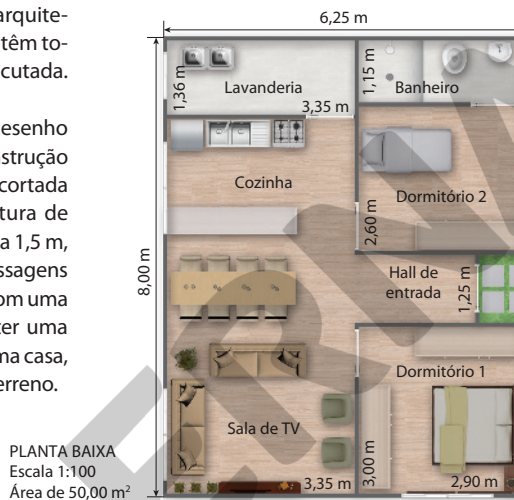 arquite-
têm to-
cutada.
esenho
strução
cortada
tura de
a 1,5 m,
ssagens
om uma
er uma
ma casa,
erreno.
PLANTA BAIXA
Escala 1:100
Área de 50,00 m²
6,25 m
8,00 m
1,36 m
Lavanderia
3,35 m
1,15 m
Banheiro
Cozinha
Dormitório 2
2,60 m
Hall de
entrada
1,25 m
Dormitório 1
Sala de TV
3,35 m
3,00 m
2,90 m